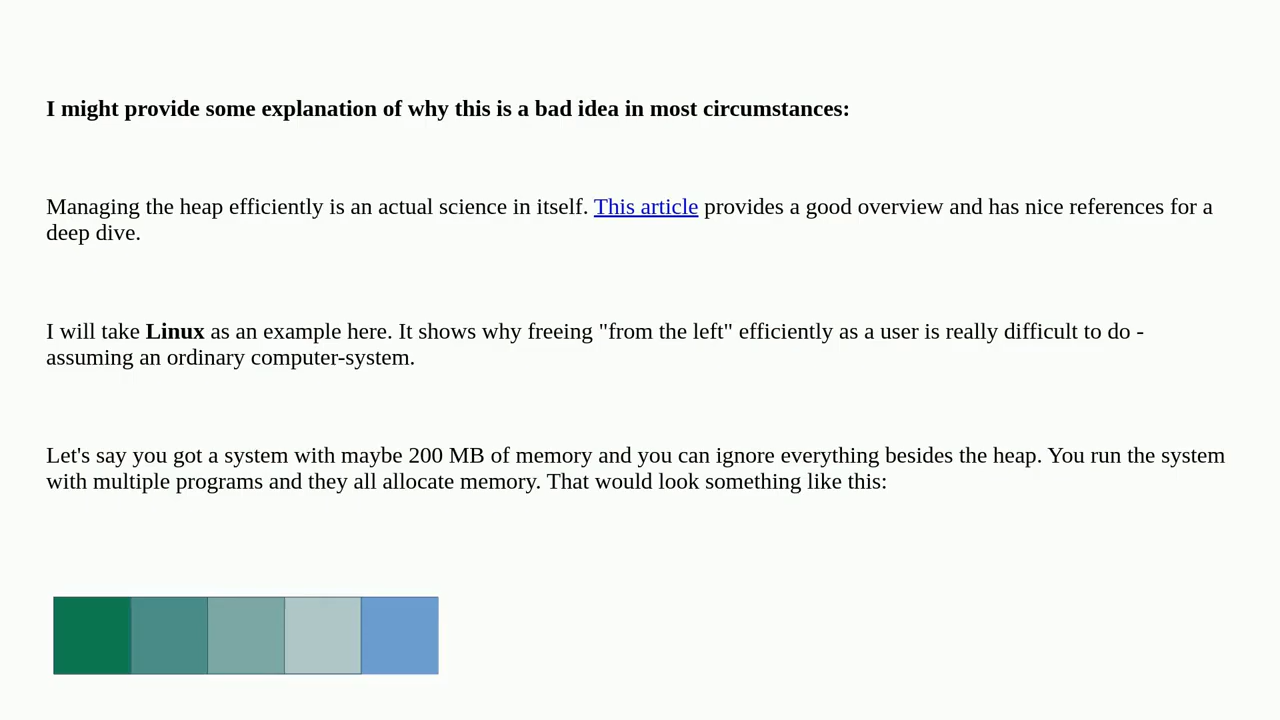 I might provide some explanation of why this is a bad idea in most circumstances:
Managing the heap efficiently is an actual science in itself. This article provides a good overview and has nice references for a
deep dive.
I will take Linux as an example here. It shows why freeing "from the left" efficiently as a user is really difficult to do -
assuming an ordinary computer-system.
Let's say you got a system with maybe 200 MB of memory and you can ignore everything besides the heap. You run the system
with multiple programs and they all allocate memory. That would look something like this: